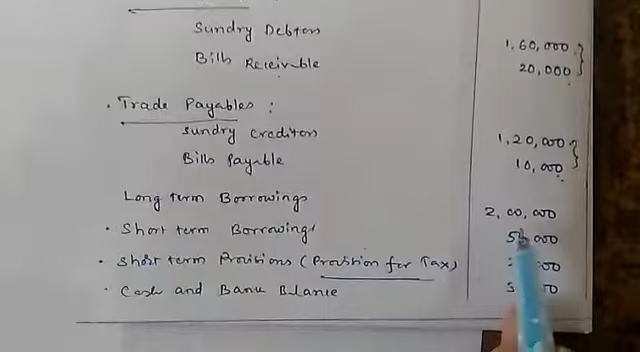 Sundry Debtors 1,60,000
Bills Receivable 20,000
. Trade Payables :
Sundry Creditors 1,20,000
Bills Payable 10,000
Long term Borrowings 2,00,000
. Short term Borrowings
. Short term Provisions (Provision for Tax)
. Cash and Bank Balance